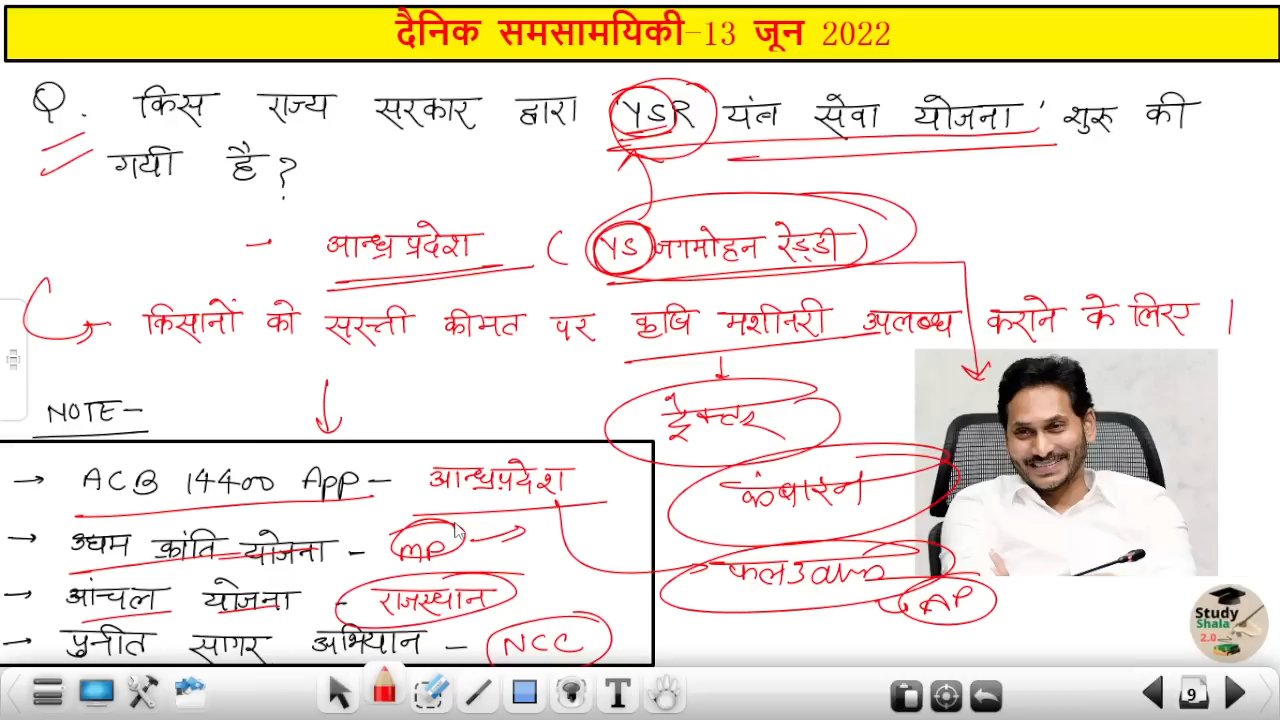 दैनिक समसामयिकी-13 जून 2022
Q. किस राज्य सरकार द्वारा YSR यंत्र सेवा योजना' शुरू की
गयी है?
- आन्ध्रप्रदेश (YS जगमोहन रेड्डी)
किसानों को सस्ती कीमत पर कृषि मशीनरी उपलब्ध कराने के लिए।
NOTE-
ट्रैक्टर
→ ACB 14400 App - आन्ध्रप्रदेश
कंबाइन
→ उद्यम क्रांति योजना - MP
→ आंचल योजना - राजस्थान
AP
→ पुनीत सागर अभियान - NCC
Study
Shala
2.0
T
9